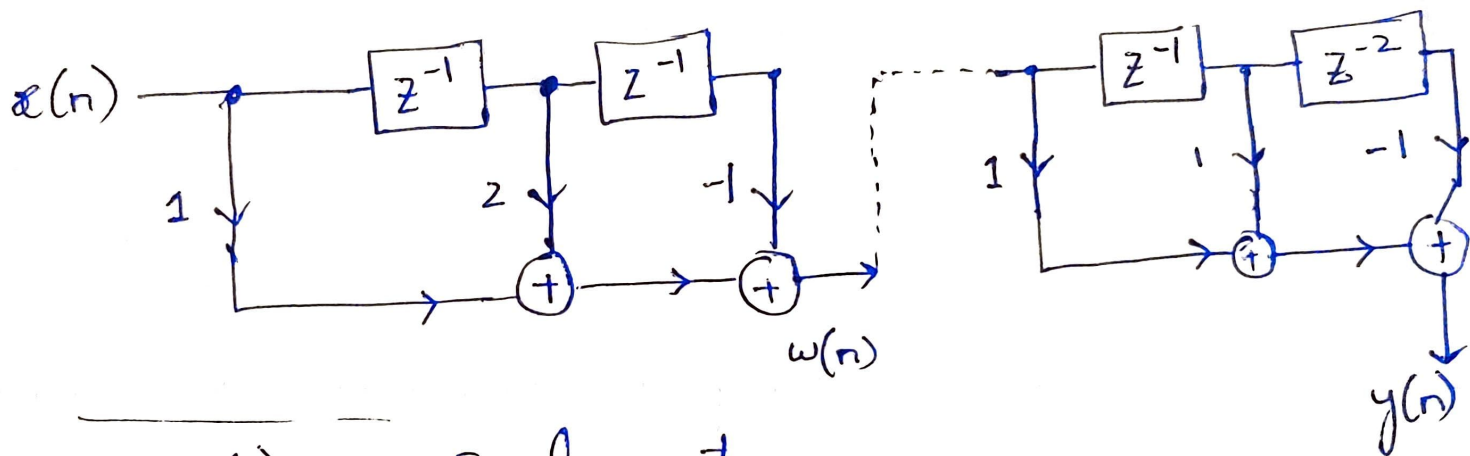 x(n) z⁻¹ z⁻¹ z⁻¹ z⁻²
1 2 -1 1 1 -1
+ + + +
w(n)
y(n)